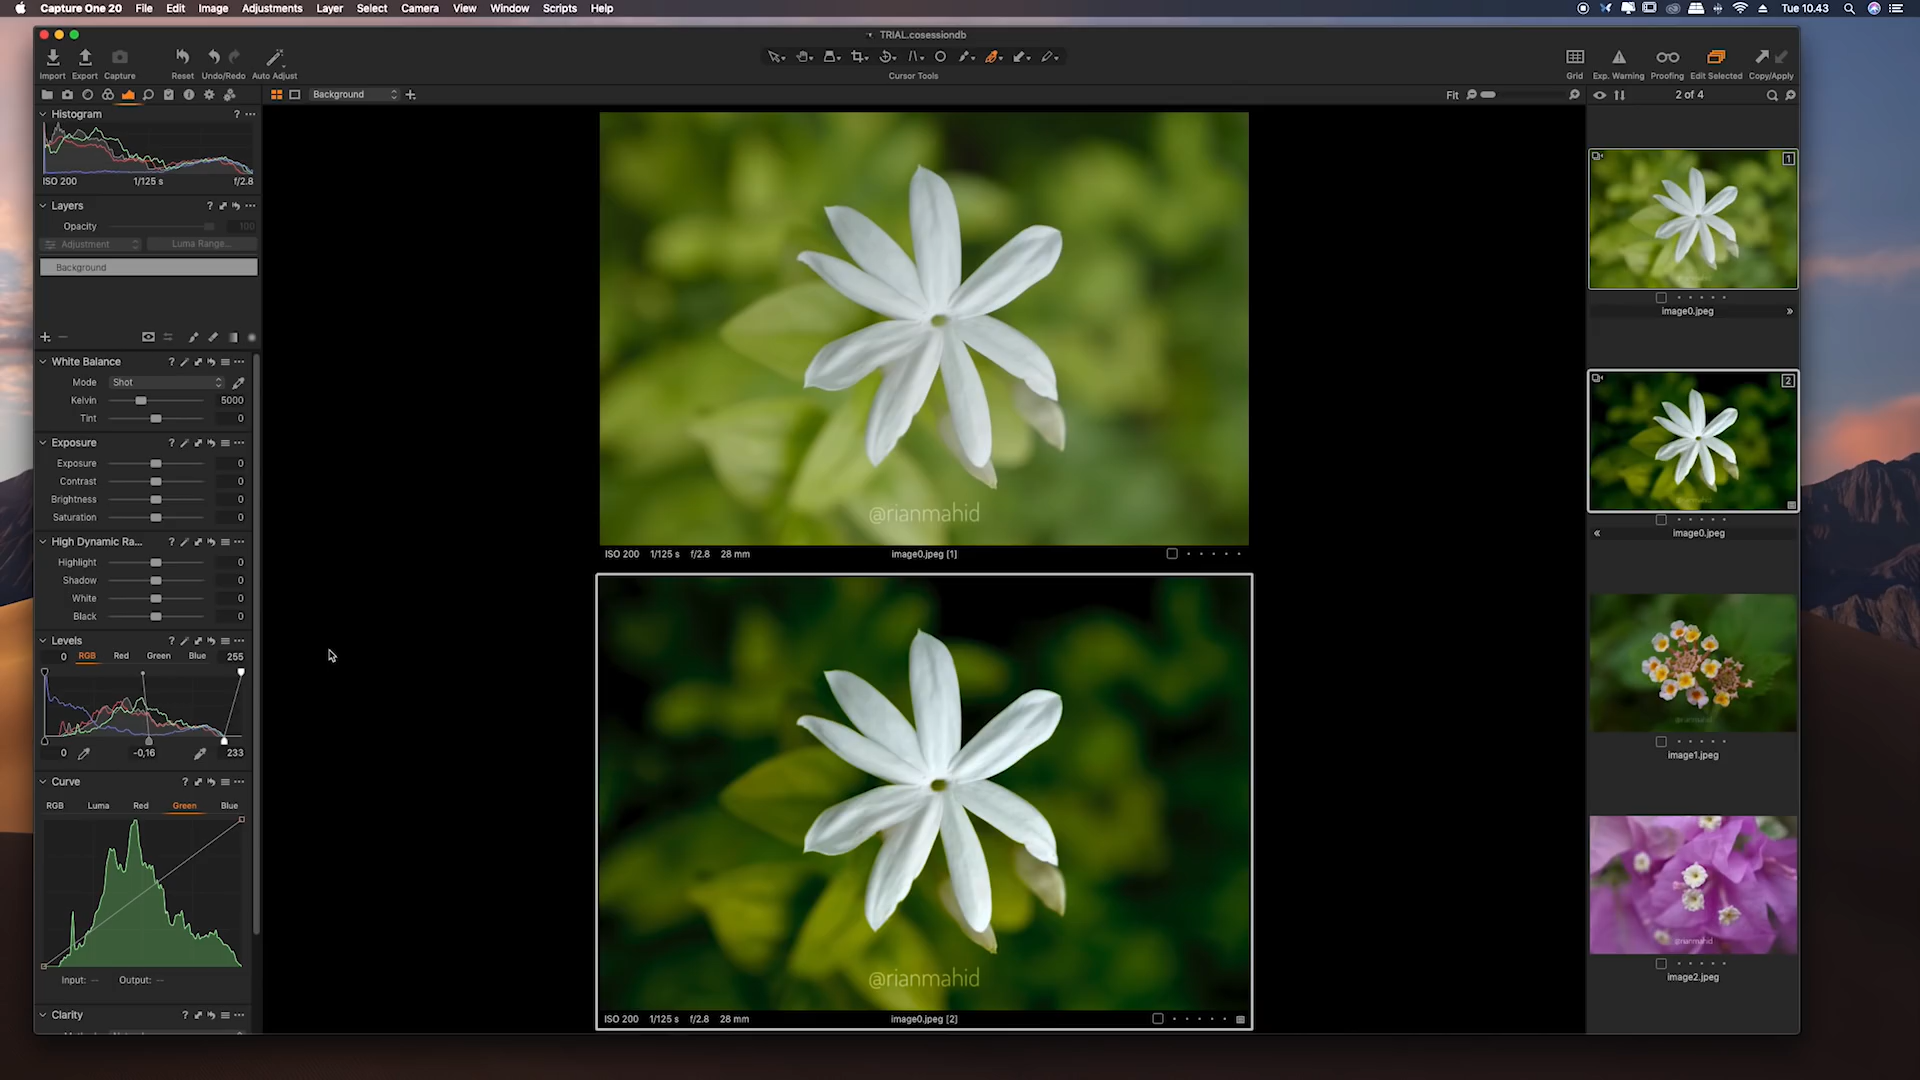 Capture One 20 File Edit Image Adjustments Layer Select Camera View Window Scripts Help Tue 10.43
TRIAL.cosessiondb
Import Export Capture Reset Undo/Redo Auto Adjust Cursor Tools Grid Exp. Warning Proofing Edit Selected Copy/Apply
Background Fit 2 of 4
Histogram ?
ISO 200 1/125 s f/2.8
Layers ?
Opacity 100
Adjustment Luma Range...
Background
White Balance ?
Mode Shot
Kelvin 5000
Tint 0
Exposure ?
Exposure 0
Contrast 0
Brightness 0
Saturation 0
High Dynamic Ra... ?
Highlight 0
Shadow 0
White 0
Black 0
Levels ?
0 RGB Red Green Blue 255
0 -0,16 233
Curve ?
RGB Luma Red Green Blue
Input: -- Output: --
Clarity ?
@rianmahid
ISO 200 1/125 s f/2.8 28 mm image0.jpeg [1]
@rianmahid
ISO 200 1/125 s f/2.8 28 mm image0.jpeg [2]
1
image0.jpeg
2
image0.jpeg
image1.jpeg
@rianmahid
image2.jpeg